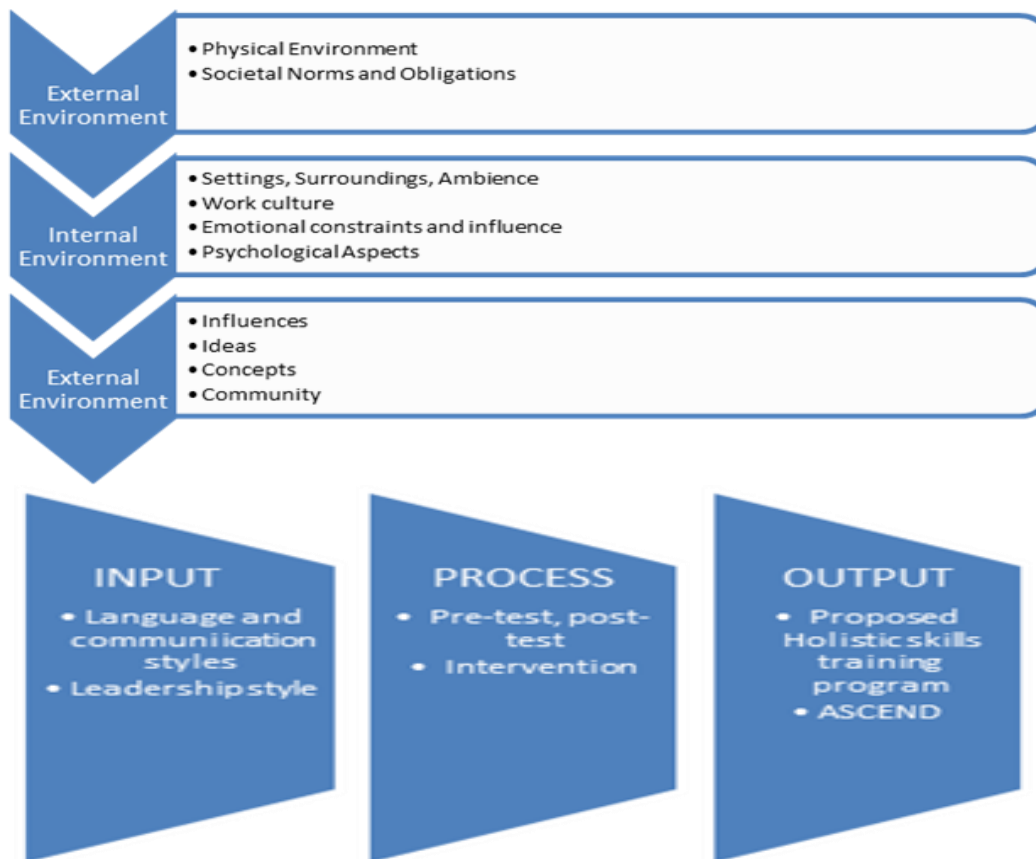 External
Environment
• Physical Environment
• Societal Norms and Obligations
Internal
Environment
• Settings, Surroundings, Ambience
• Work culture
• Emotional constraints and influence
• Psychological Aspects
External
Environment
• Influences
• Ideas
• Concepts
• Community
INPUT
• Language and
communiication
styles
• Leadership style
PROCESS
• Pre-test, post-
test
• Intervention
OUTPUT
• Proposed
Holistic skills
training
program
• ASCEND